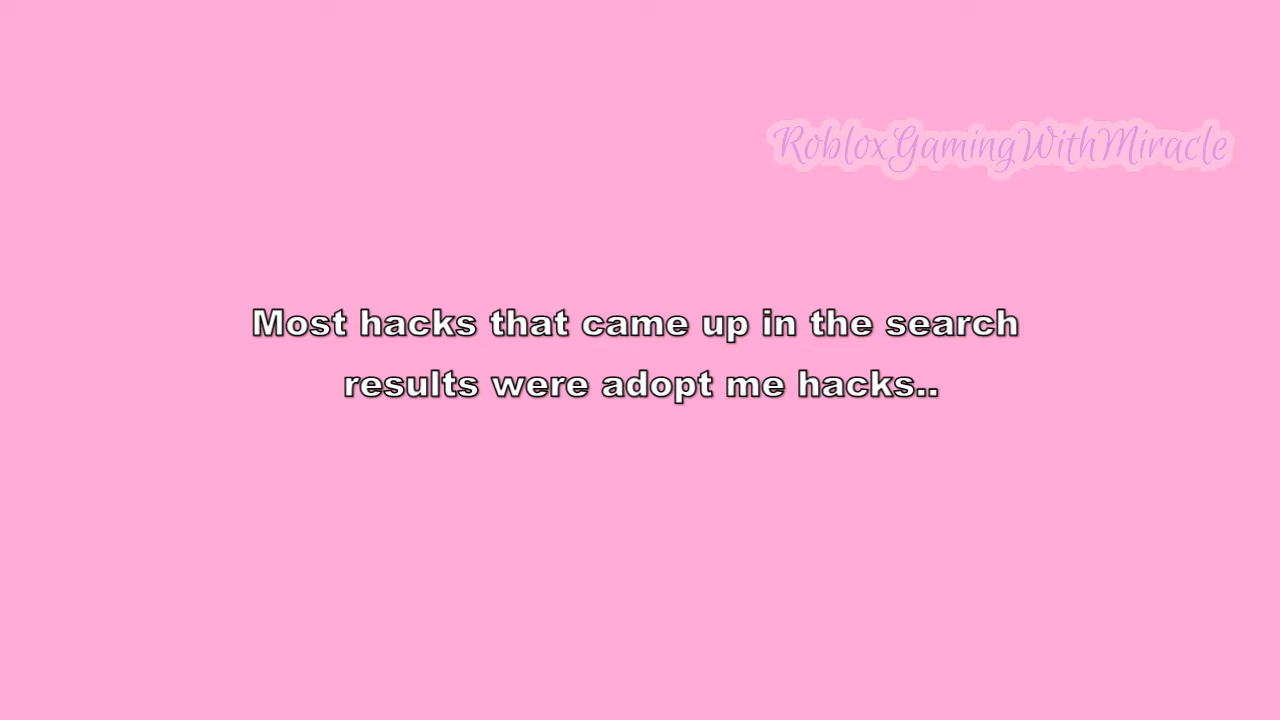 RobloxGamingWithMiracle
Most hacks that came up in the search
results were adopt me hacks..